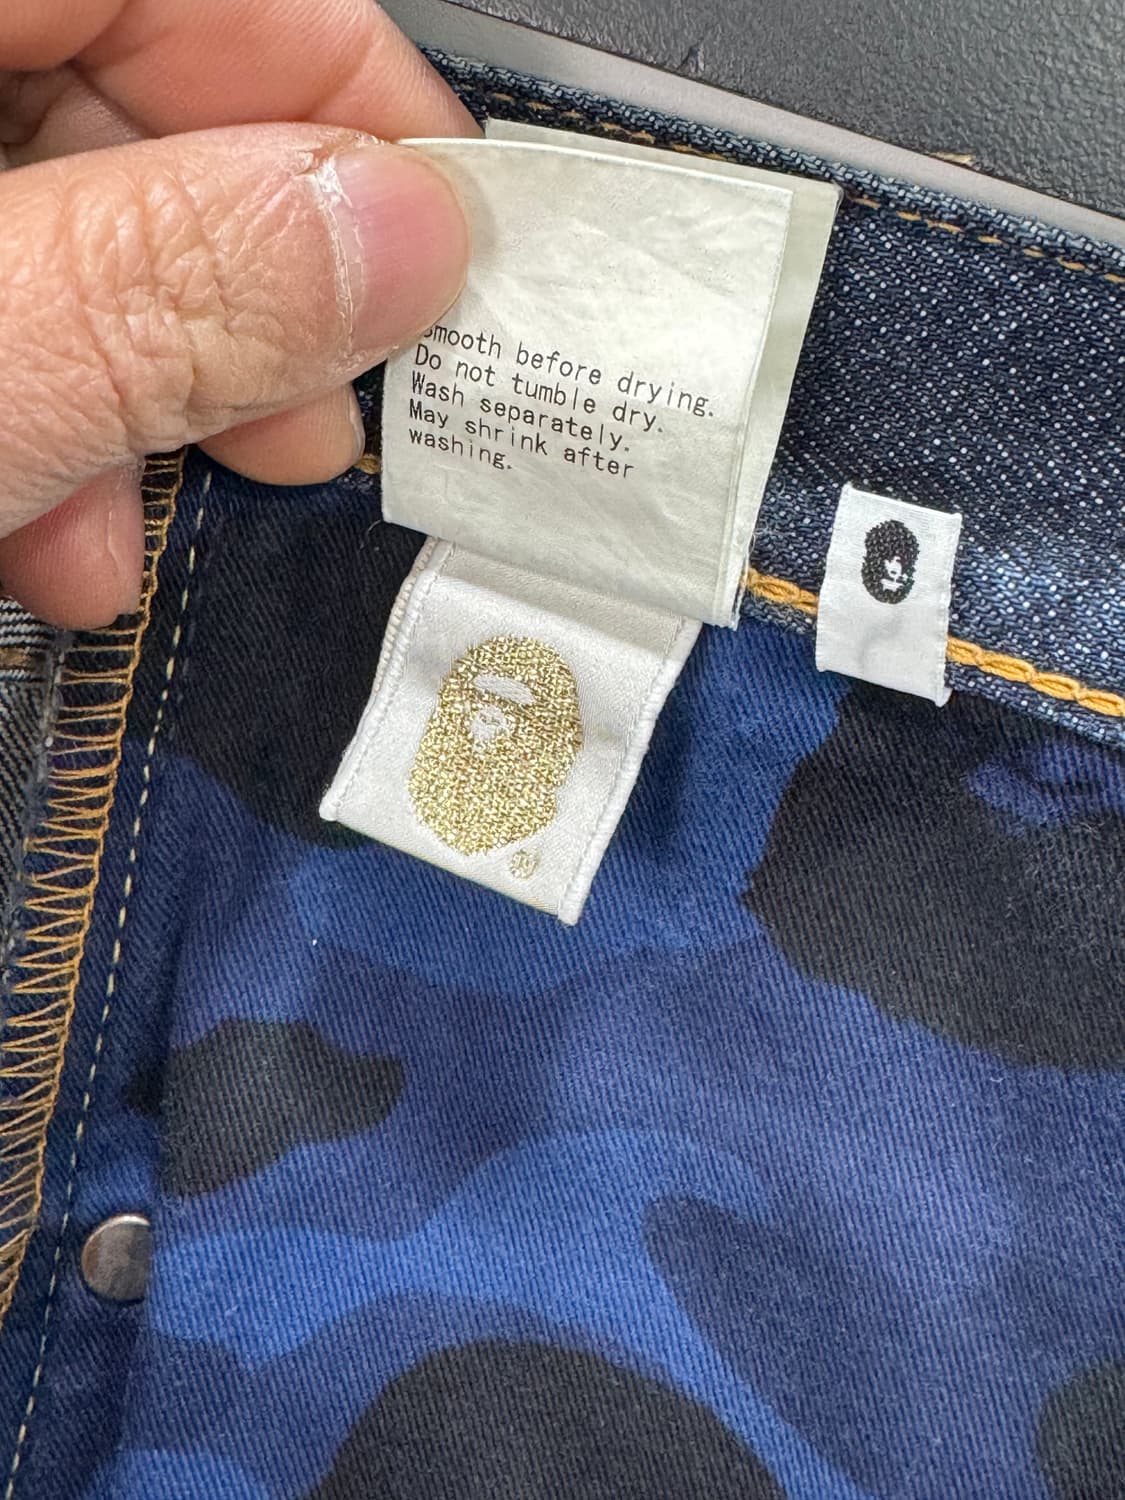 Smooth before drying.
Do not tumble dry.
Wash separately.
May shrink after
washing.
®